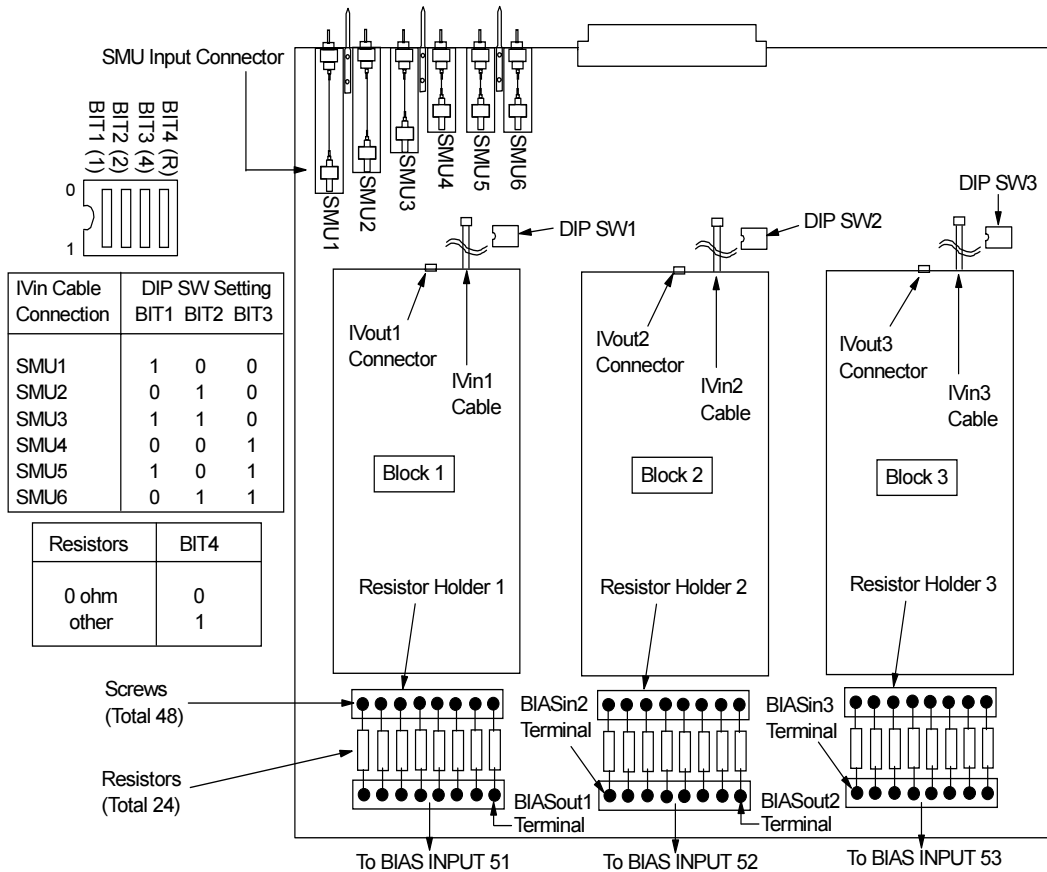 SMU Input Connector
BIT1 (1)
BIT2 (2)
BIT3 (4)
BIT4 (R)
0
1
SMU1
SMU2
SMU3
SMU4
SMU5
SMU6
DIP SW1
DIP SW2
DIP SW3
IVin Cable Connection DIP SW Setting
BIT1 BIT2 BIT3
SMU1 1 0 0
SMU2 0 1 0
SMU3 1 1 0
SMU4 0 0 1
SMU5 1 0 1
SMU6 0 1 1
Resistors BIT4
0 ohm 0
other 1
IVout1
Connector
IVin1
Cable
IVout2
Connector
IVin2
Cable
IVout3
Connector
IVin3
Cable
Block 1
Block 2
Block 3
Resistor Holder 1
Resistor Holder 2
Resistor Holder 3
Screws
(Total 48)
Resistors
(Total 24)
BIASin2
Terminal
BIASin3
Terminal
BIASout1
Terminal
BIASout2
Terminal
To BIAS INPUT 51
To BIAS INPUT 52
To BIAS INPUT 53